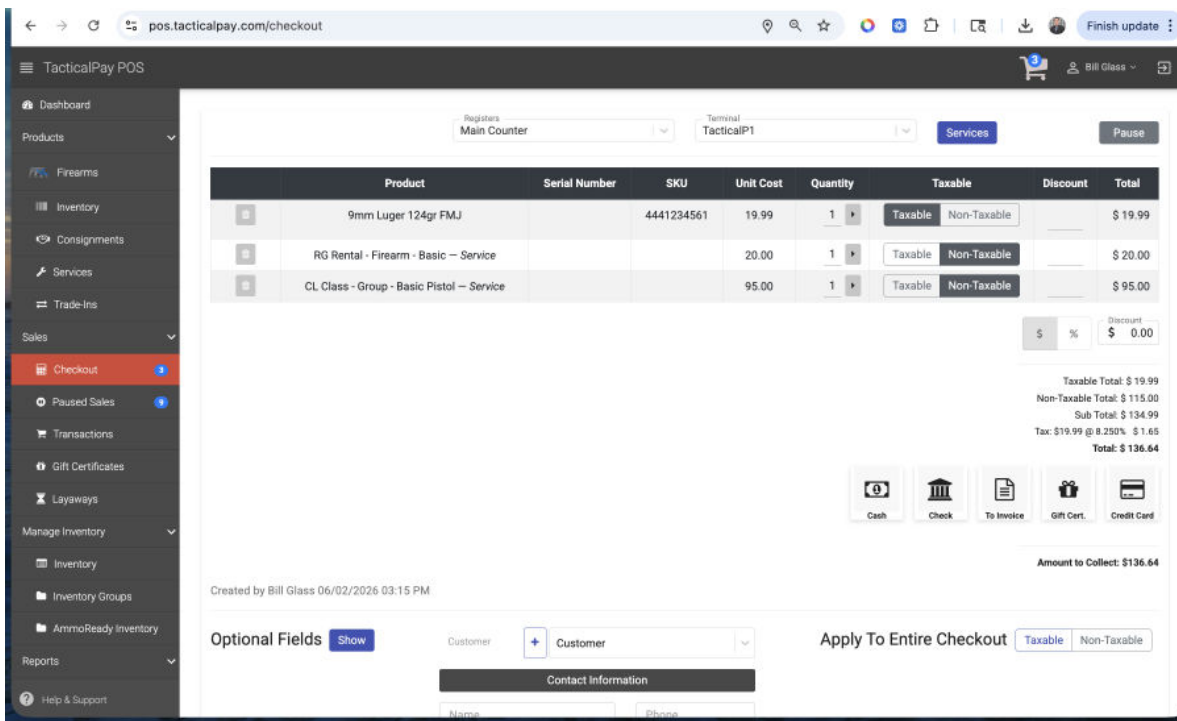 pos.tacticalpay.com/checkout
Finish update
TacticalPay POS
3
Bill Glass
Dashboard
Products
Firearms
Inventory
Consignments
Services
Trade-Ins
Sales
Checkout 3
Paused Sales 9
Transactions
Gift Certificates
Layaways
Manage Inventory
Inventory
Inventory Groups
AmmoReady Inventory
Reports
Help & Support
Registers
Main Counter
Terminal
TacticalP1
Services
Pause
Product Serial Number SKU Unit Cost Quantity Taxable Discount Total
9mm Luger 124gr FMJ 4441234561 19.99 1 Taxable Non-Taxable $ 19.99
RG Rental - Firearm - Basic — Service 20.00 1 Taxable Non-Taxable $ 20.00
CL Class - Group - Basic Pistol — Service 95.00 1 Taxable Non-Taxable $ 95.00
$ % Discount
$ 0.00
Taxable Total: $ 19.99
Non-Taxable Total: $ 115.00
Sub Total: $ 134.99
Tax: $19.99 @ 8.250% $ 1.65
Total: $ 136.64
Cash Check To Invoice Gift Cert. Credit Card
Amount to Collect: $136.64
Created by Bill Glass 06/02/2026 03:15 PM
Optional Fields Show
Customer + Customer
Apply To Entire Checkout Taxable Non-Taxable
Contact Information
Name Phone